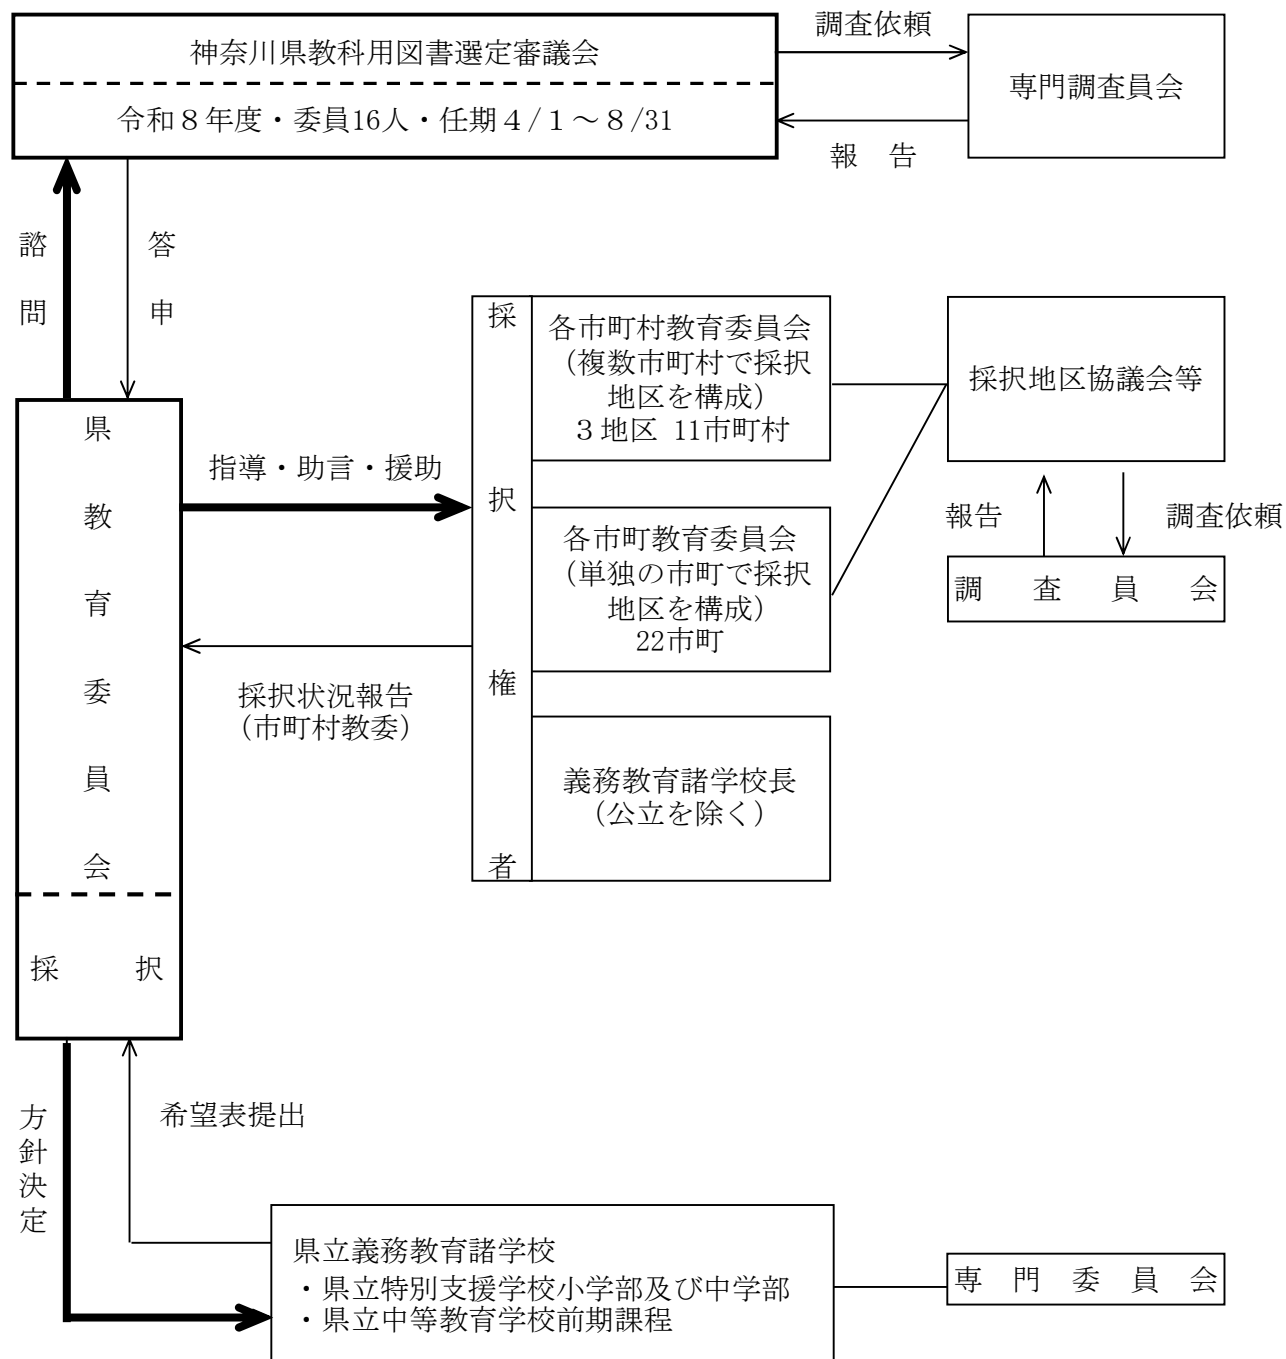 神奈川県教科用図書選定審議会
令和８年度・委員16人・任期４/１～８/31
調査依頼
専門調査員会
報　告
諮問
答申
県教育委員会
採　択
指導・助言・援助
採択状況報告
（市町村教委）
採択権者
各市町村教育委員会
（複数市町村で採択
地区を構成）
３地区 11市町村
各市町教育委員会
（単独の市町で採択
地区を構成）
22市町
義務教育諸学校長
（公立を除く）
採択地区協議会等
報告
調査依頼
調　査　員　会
方針決定
希望表提出
県立義務教育諸学校
・県立特別支援学校小学部及び中学部
・県立中等教育学校前期課程
専　門　委　員　会